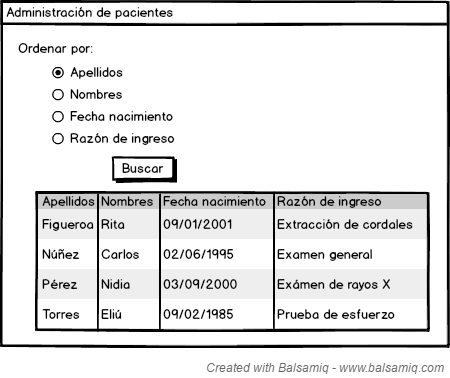 Administración de pacientes
Ordenar por:
Apellidos
Nombres
Fecha nacimiento
Razón de ingreso
Buscar
Apellidos Nombres Fecha nacimiento Razón de ingreso
Figueroa Rita 09/01/2001 Extracción de cordales
Núñez Carlos 02/06/1995 Examen general
Pérez Nidia 03/09/2000 Exámen de rayos X
Torres Eliú 09/02/1985 Prueba de esfuerzo
Created with Balsamiq - www.balsamiq.com